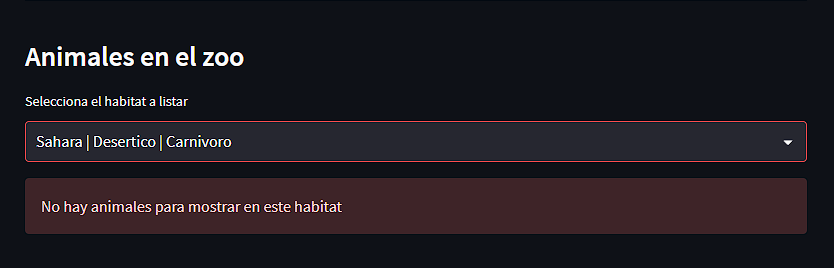 Animales en el zoo
Selecciona el habitat a listar
Sahara | Desertico | Carnivoro
No hay animales para mostrar en este habitat